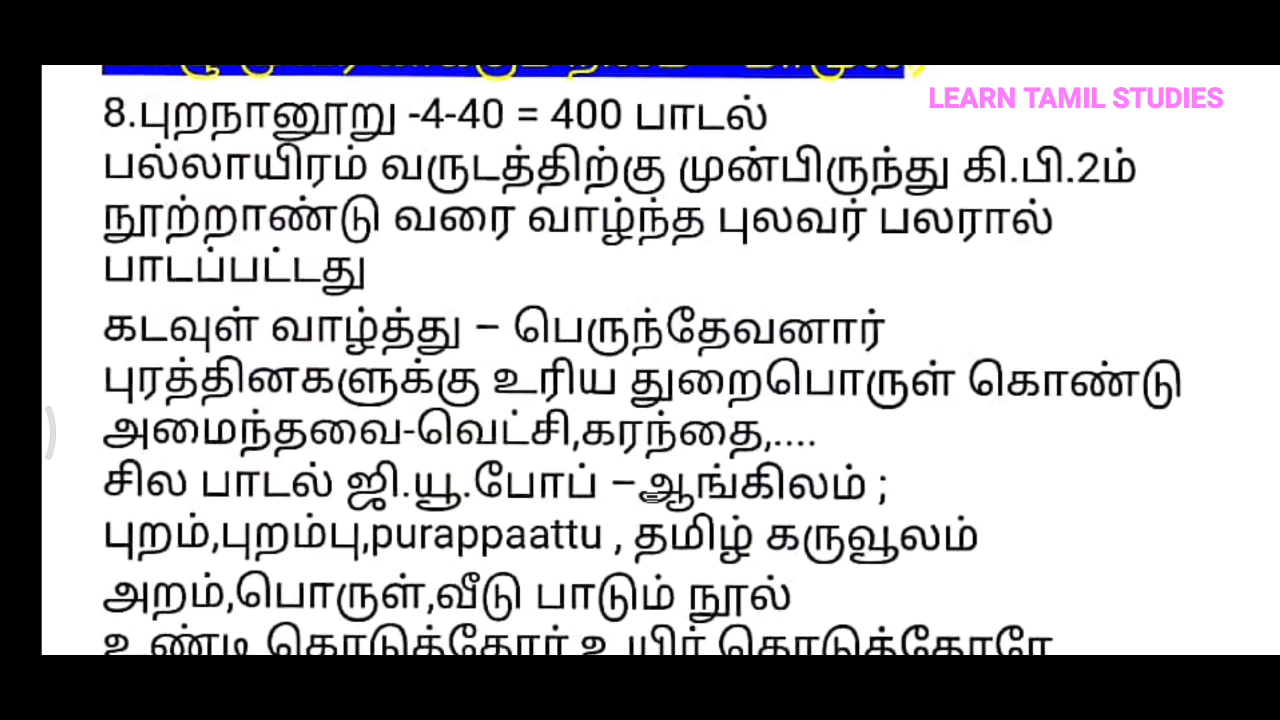 LEARN TAMIL STUDIES
8.புறநானூறு -4-40 = 400 பாடல்
பல்லாயிரம் வருடத்திற்கு முன்பிருந்து கி.பி.2ம்
நூற்றாண்டு வரை வாழ்ந்த புலவர் பலரால்
பாடப்பட்டது
கடவுள் வாழ்த்து – பெருந்தேவனார்
புரத்தினகளுக்கு உரிய துறைபொருள் கொண்டு
அமைந்தவை-வெட்சி,கரந்தை,....
சில பாடல் ஜி.யூ.போப் –ஆங்கிலம் ;
புறம்,புறம்பு,purappaattu , தமிழ் கருவூலம்
அறம்,பொருள்,வீடு பாடும் நூல்
உண்டி கொடுத்தோர் உயிர் கொடுத்தோரே